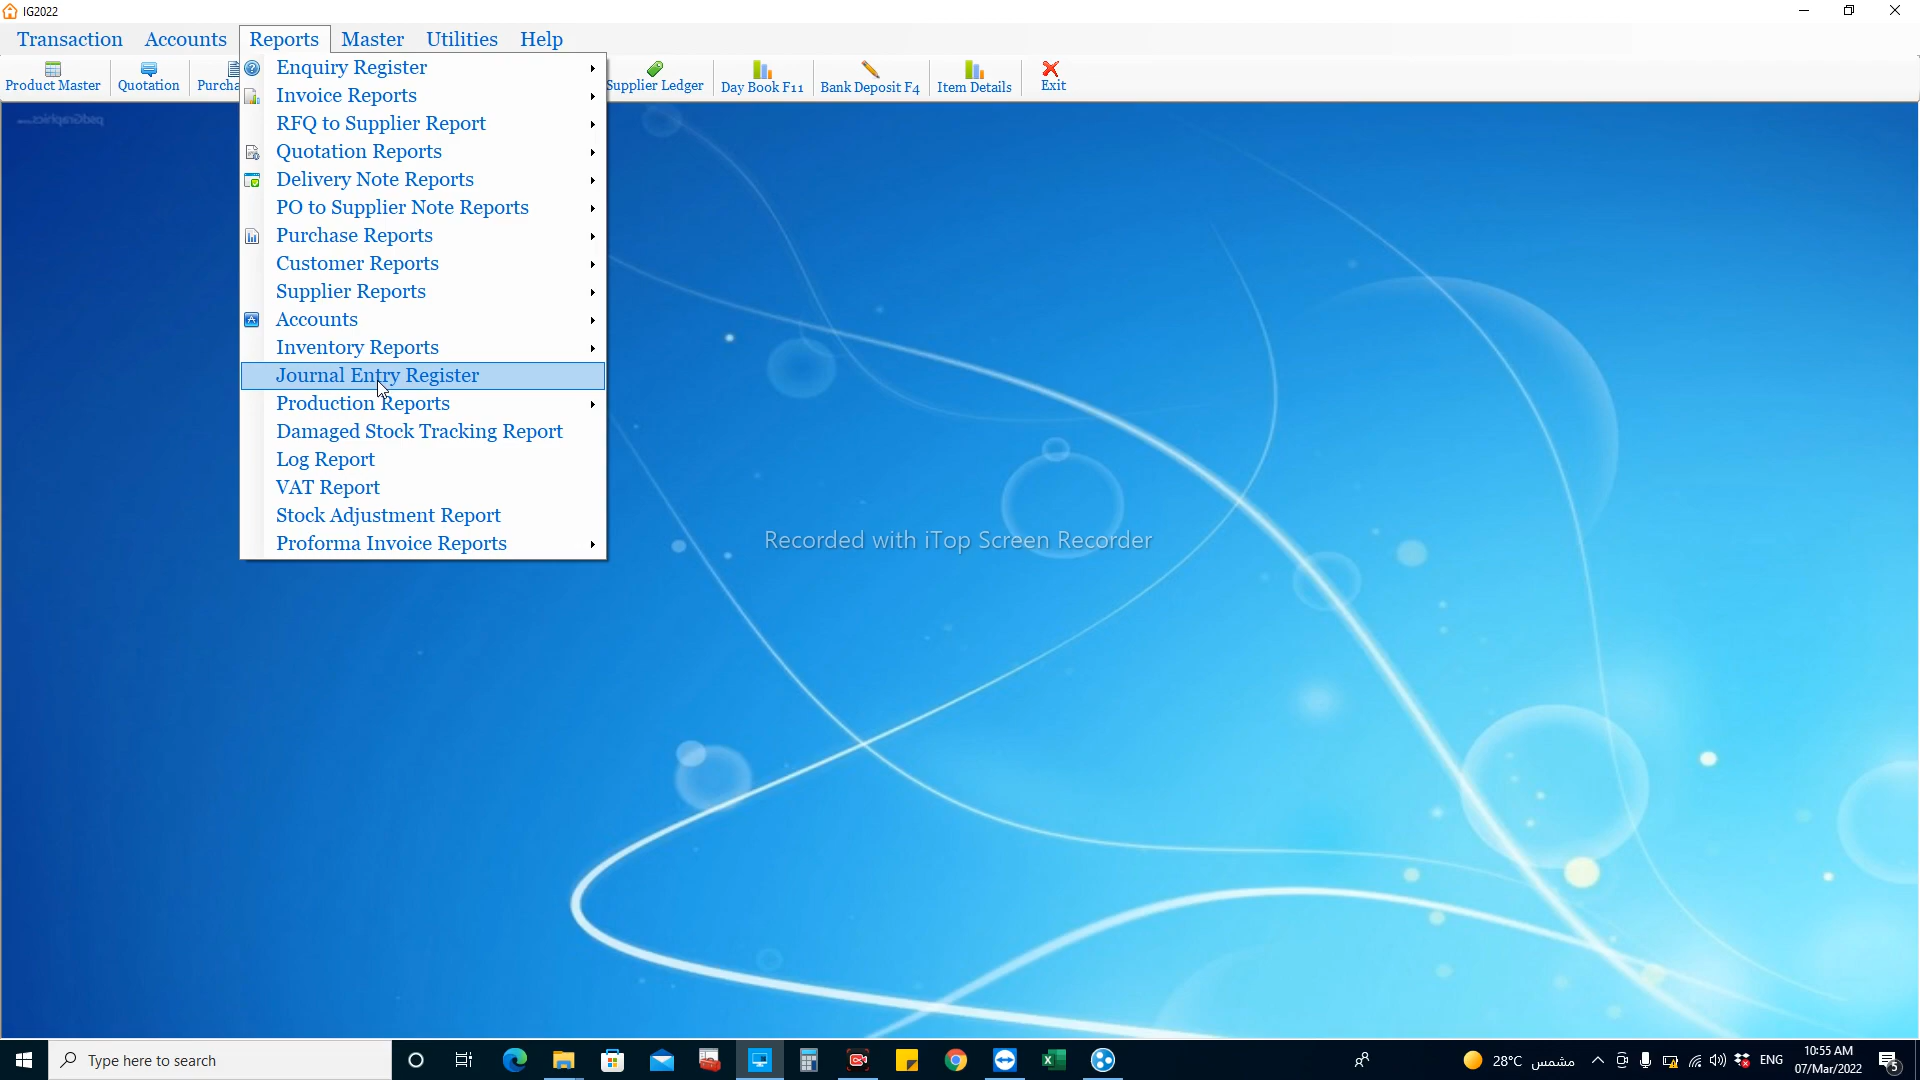 IG2022
Transaction Accounts Reports Master Utilities Help
Product Master Quotation Supplier Ledger Day Book F11 Bank Deposit F4 Item Details Exit
Enquiry Register
Invoice Reports
RFQ to Supplier Report
Quotation Reports
Delivery Note Reports
PO to Supplier Note Reports
Purchase Reports
Customer Reports
Supplier Reports
Accounts
Inventory Reports
Journal Entry Register
Production Reports
Damaged Stock Tracking Report
Log Report
VAT Report
Stock Adjustment Report
Proforma Invoice Reports
Recorded with iTop Screen Recorder
Type here to search
28°C مشمس
ENG
10:55 AM
07/Mar/2022
5